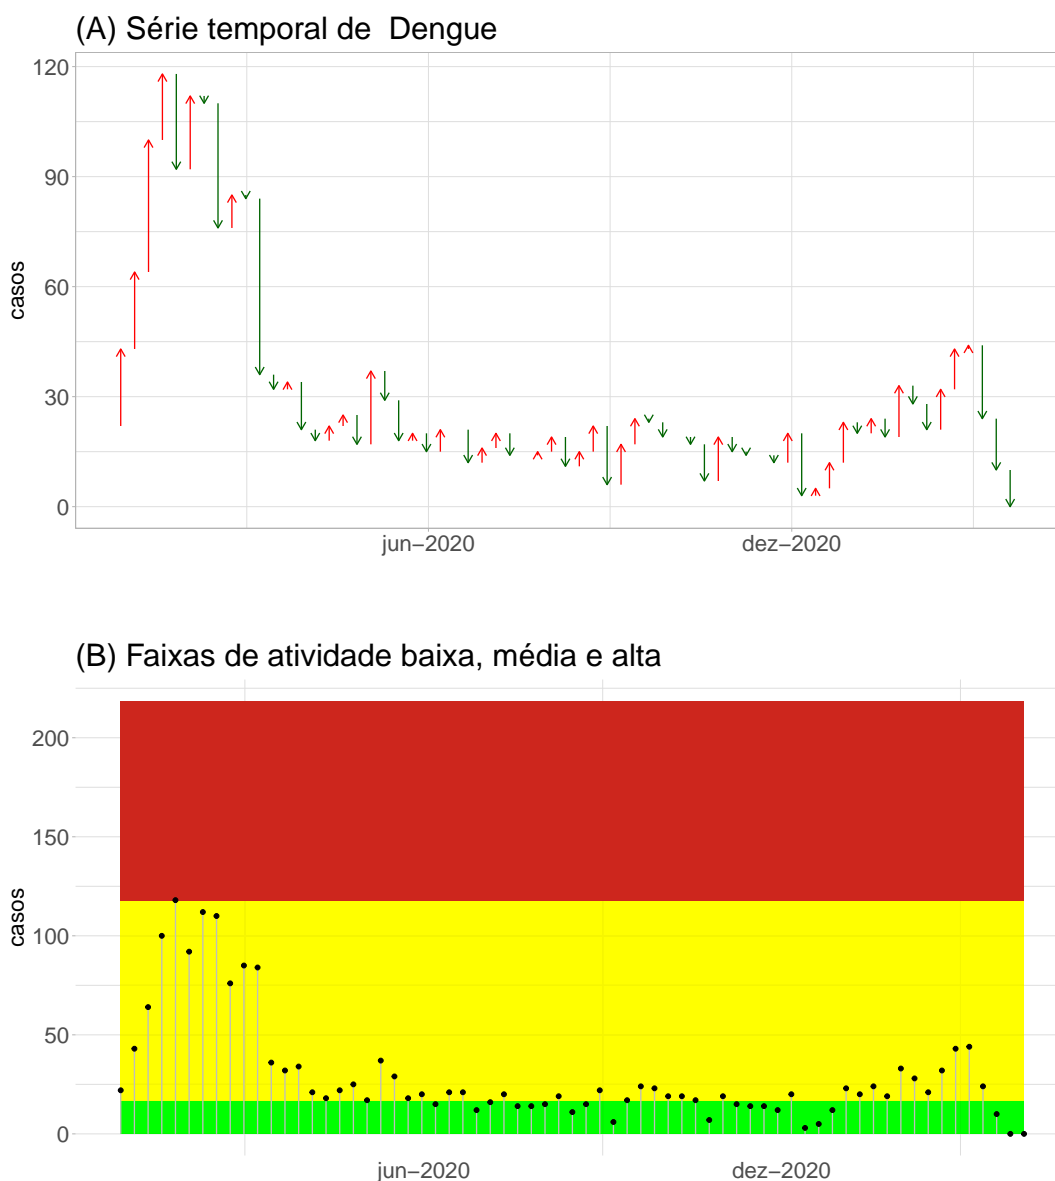 (A) Série temporal de  Dengue
120
90
60
30
0
casos
jun−2020
dez−2020
(B) Faixas de atividade baixa, média e alta
200
150
100
50
0
casos
jun−2020
dez−2020